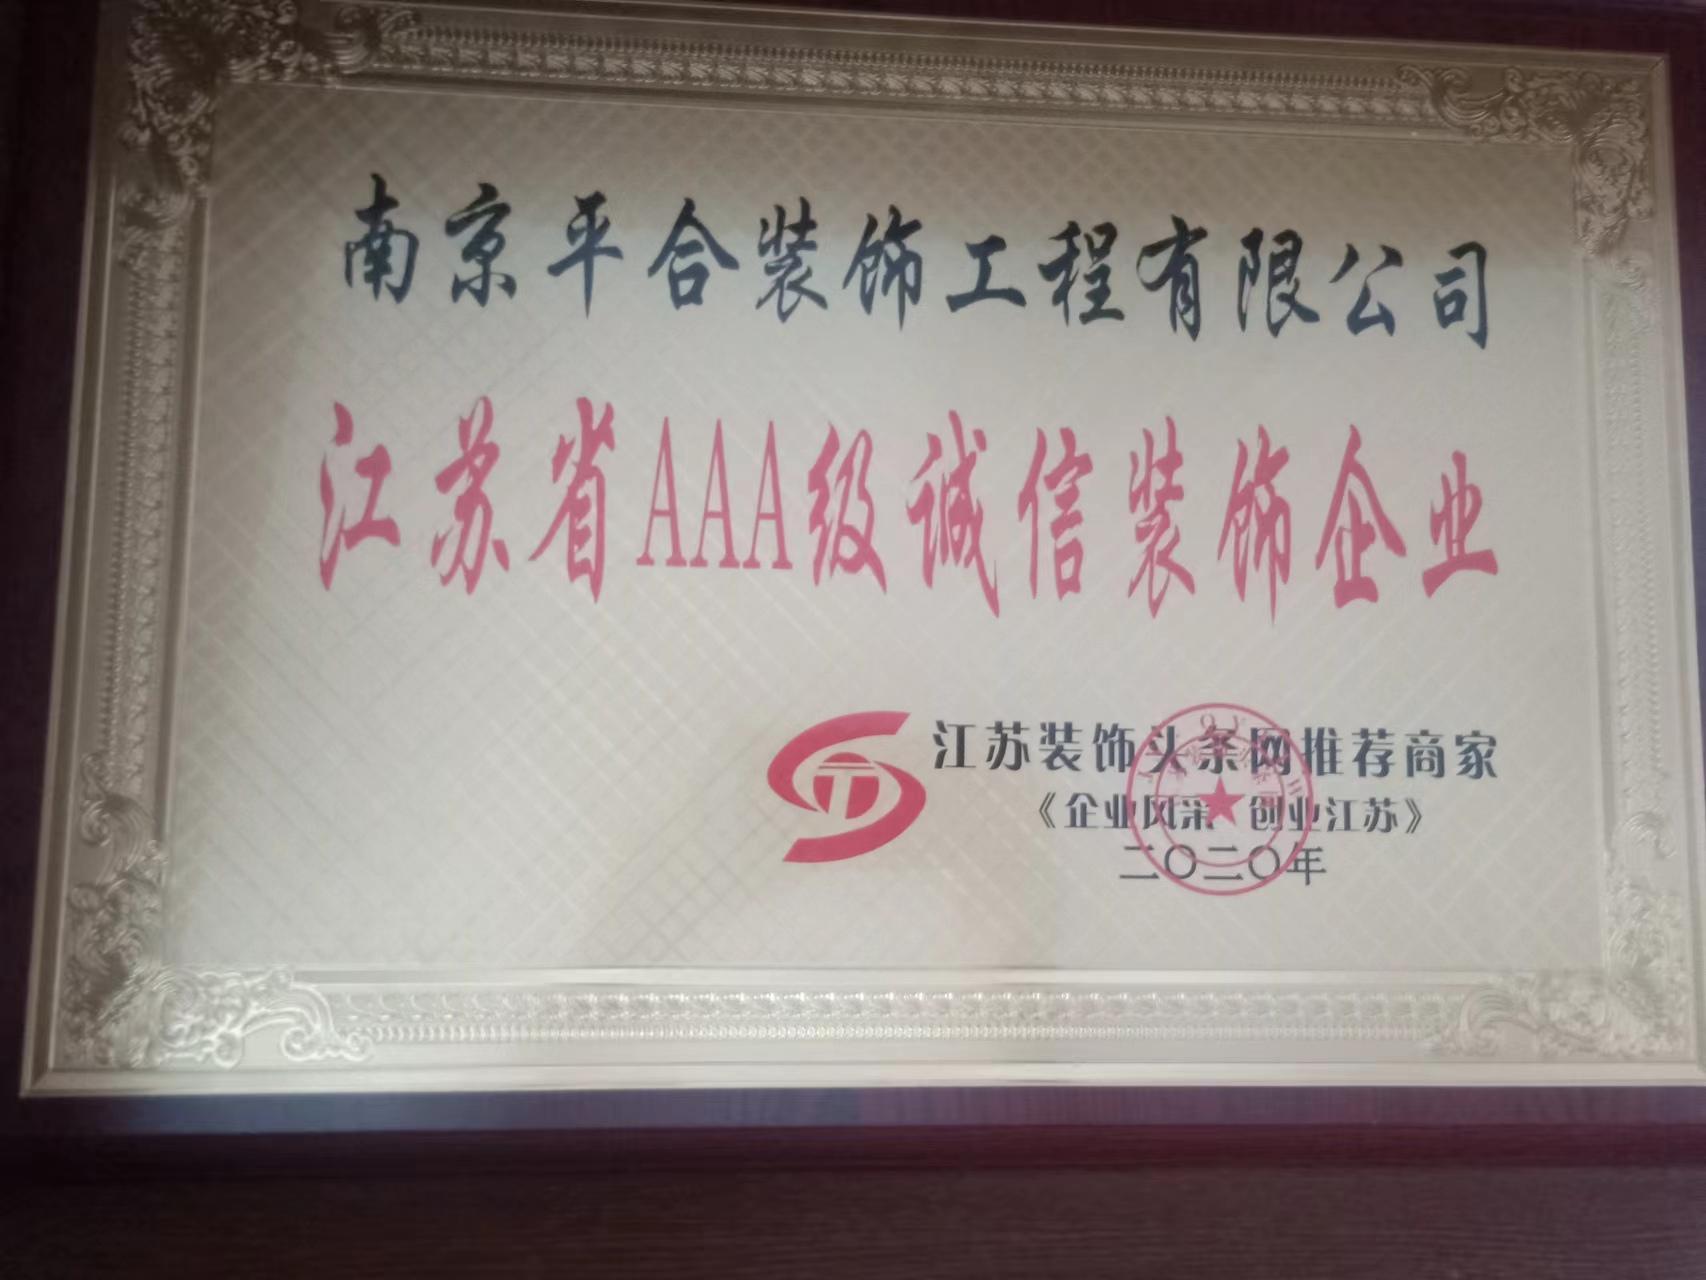 南京平合装饰工程有限公司
江苏省AAA级诚信装饰企业
江苏装饰头条网推荐商家
《企业风采 创业江苏》
二〇二〇年